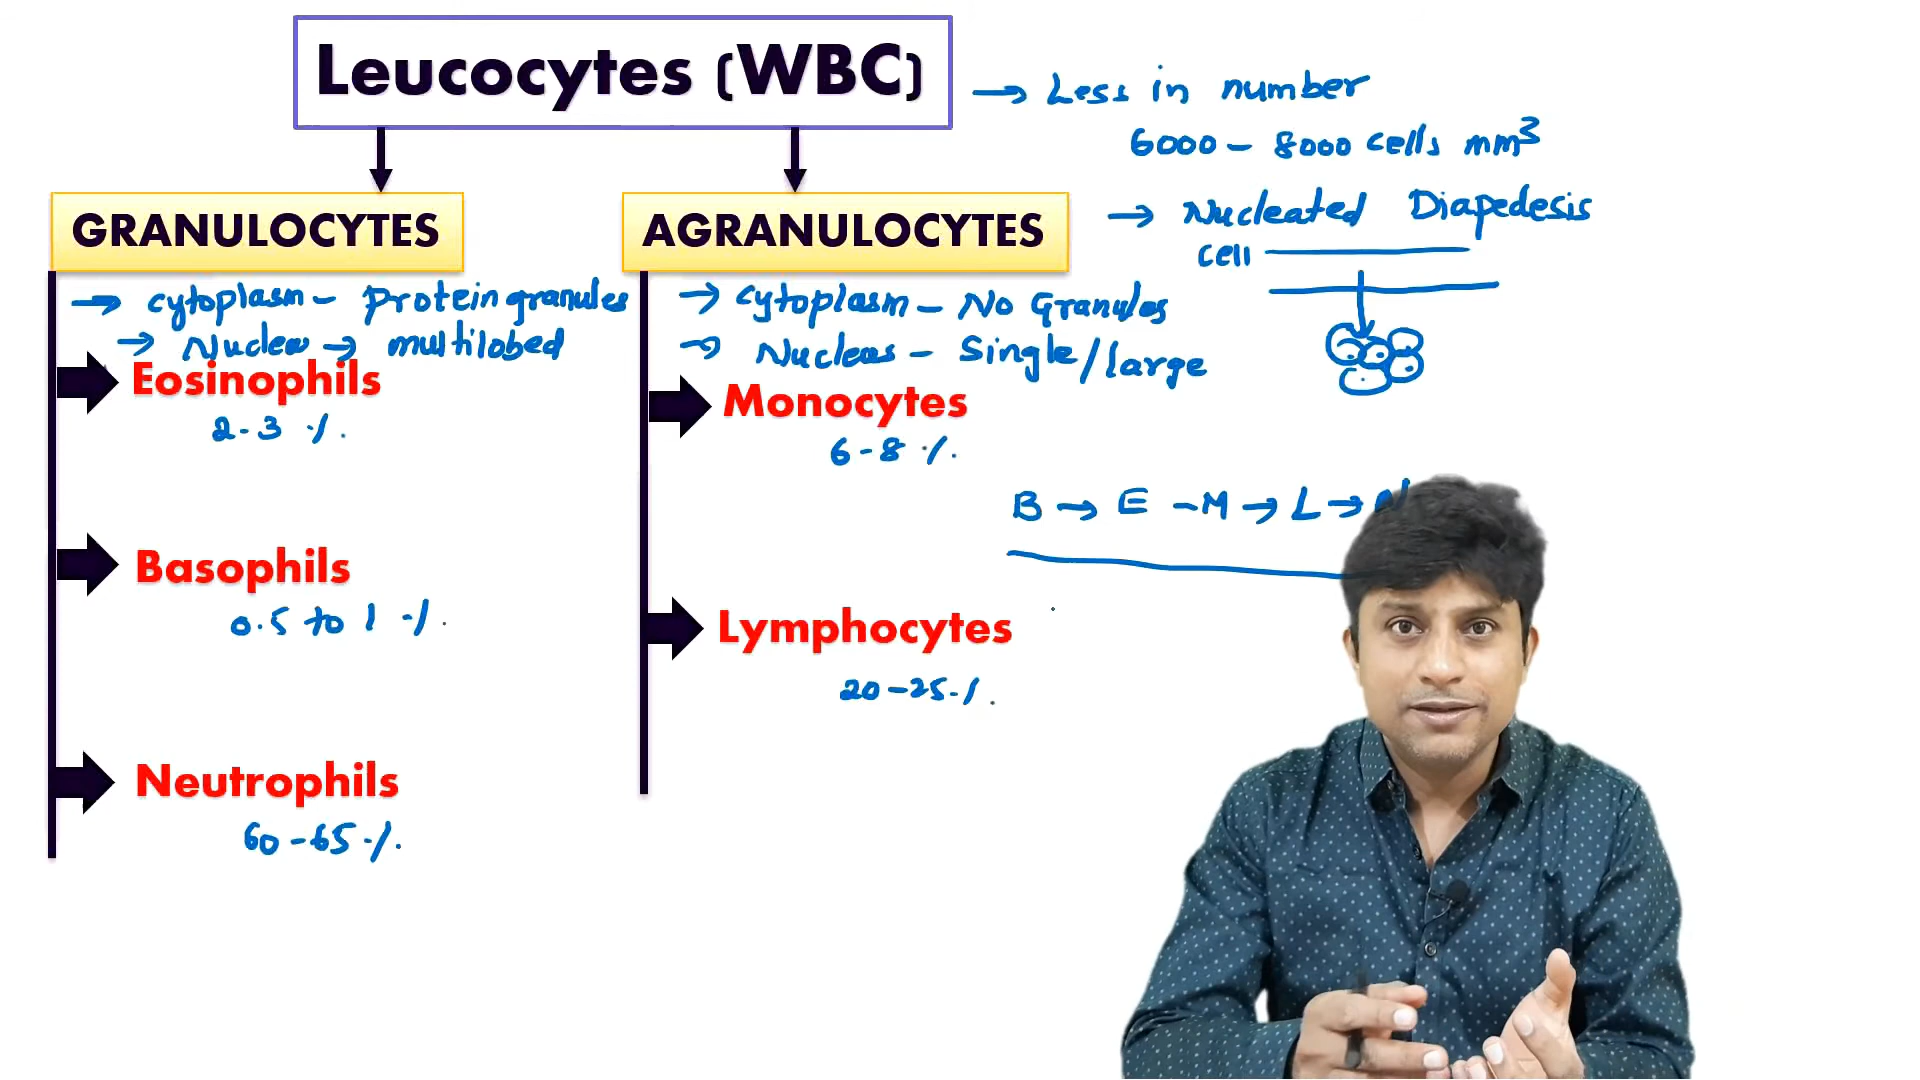 Leucocytes (WBC)
→ Less in number
6000 - 8000 cells mm³
GRANULOCYTES
→ cytoplasm - Protein granules
→ Nucleus → multilobed
Eosinophils
2-3 %.
Basophils
0.5 to 1 %.
Neutrophils
60-65 %.
AGRANULOCYTES
→ cytoplasm - No Granules
→ Nucleus - Single/large
Monocytes
6-8 %.
Lymphocytes
20-25 %.
→ Nucleated Diapedesis
cell
B → E - M → L → N